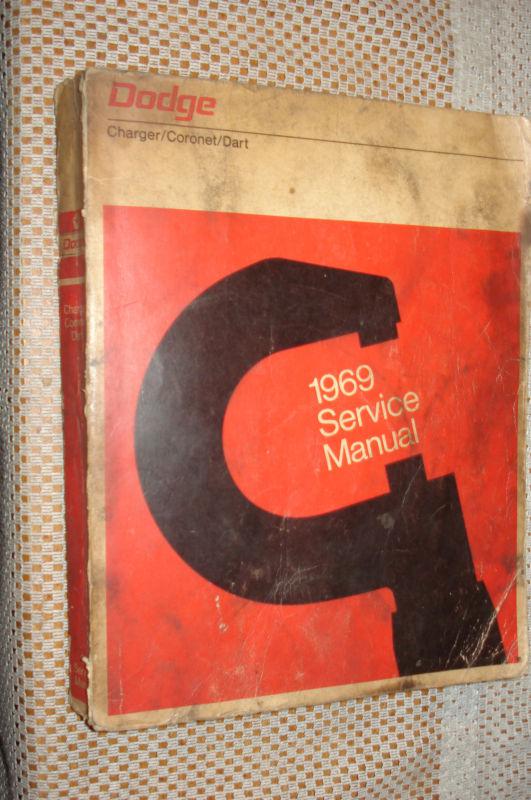 Dodge
Charger/Coronet/Dart
1969
Service
Manual